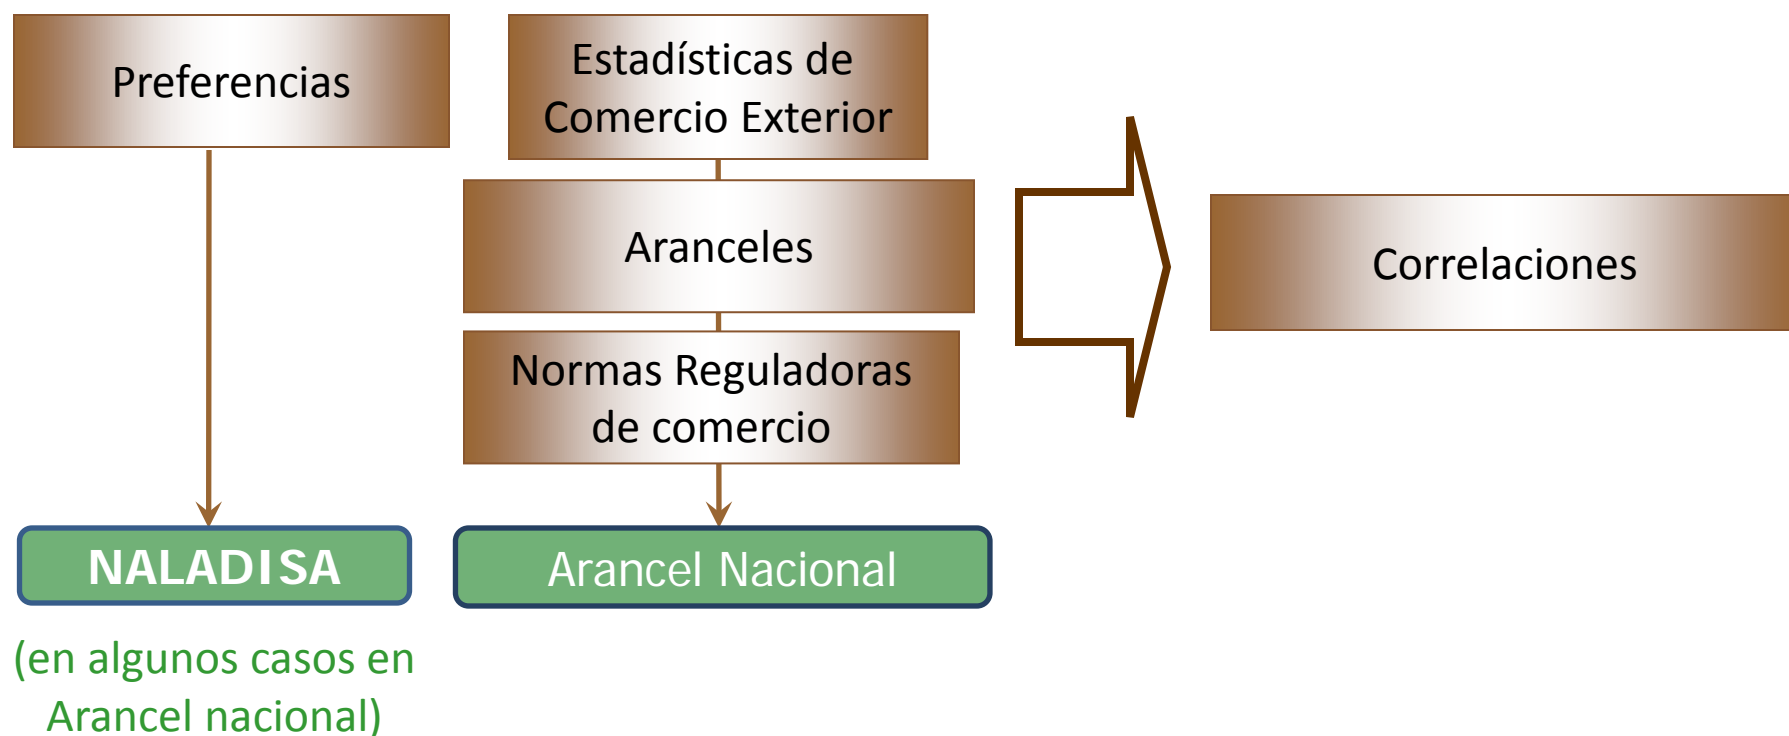 Preferencias
Estadísticas de
Comercio Exterior
Aranceles
Normas Reguladoras
de comercio
Correlaciones
NALADISA
Arancel Nacional
(en algunos casos en
Arancel nacional)